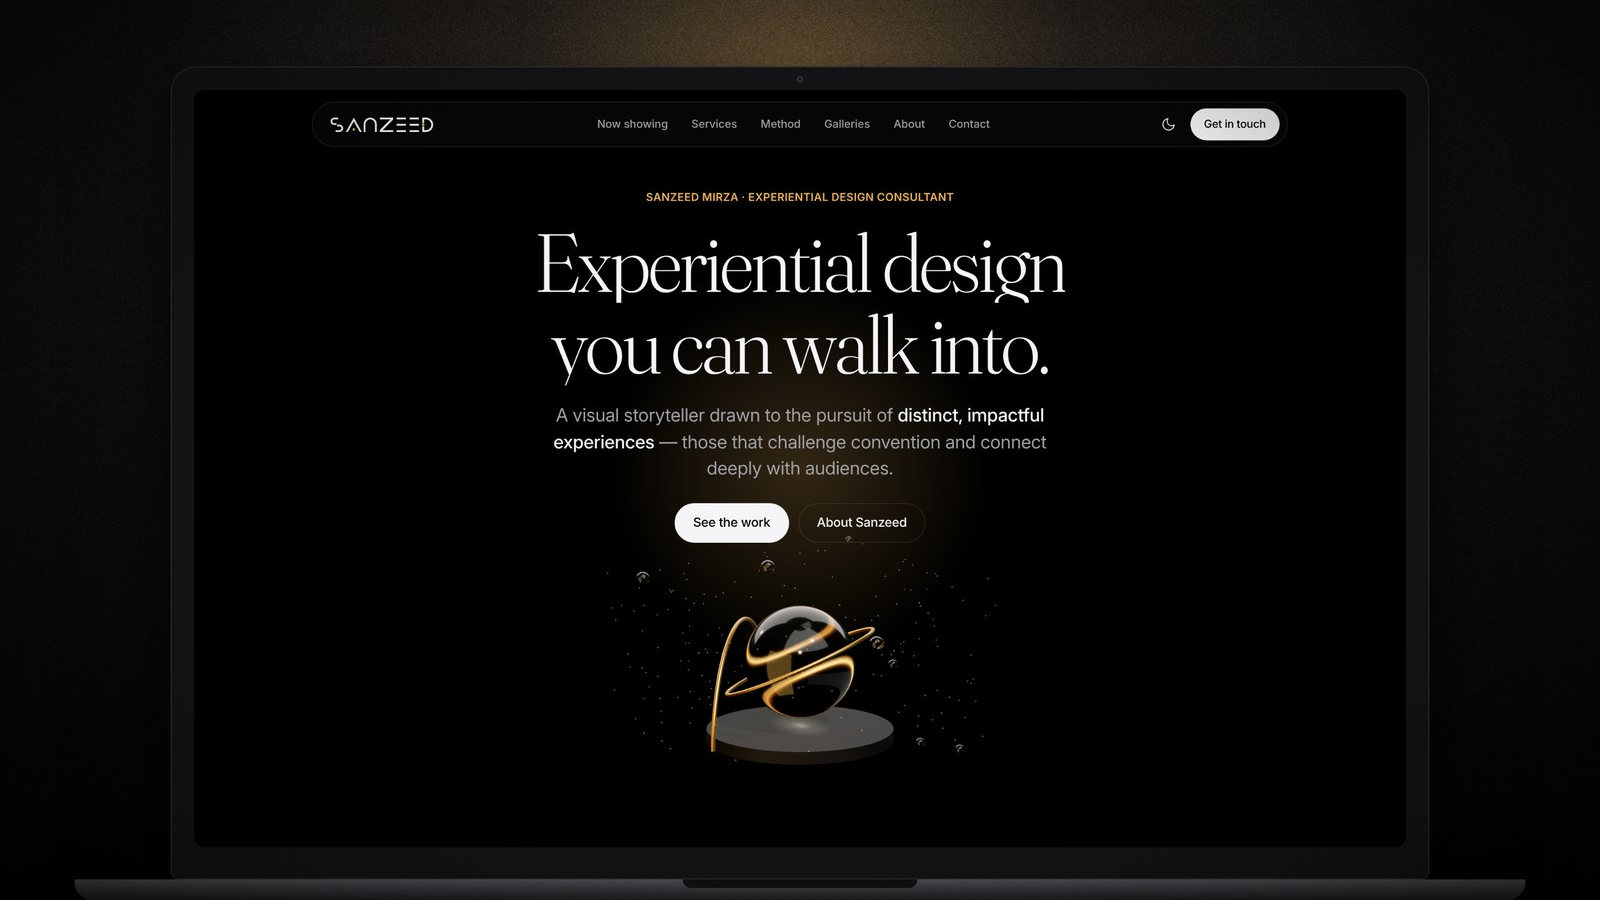 SANZEED
Now showing
Services
Method
Galleries
About
Contact
Get in touch
SANZEED MIRZA · EXPERIENTIAL DESIGN CONSULTANT
Experiential design
you can walk into.
A visual storyteller drawn to the pursuit of distinct, impactful
experiences — those that challenge convention and connect
deeply with audiences.
See the work
About Sanzeed